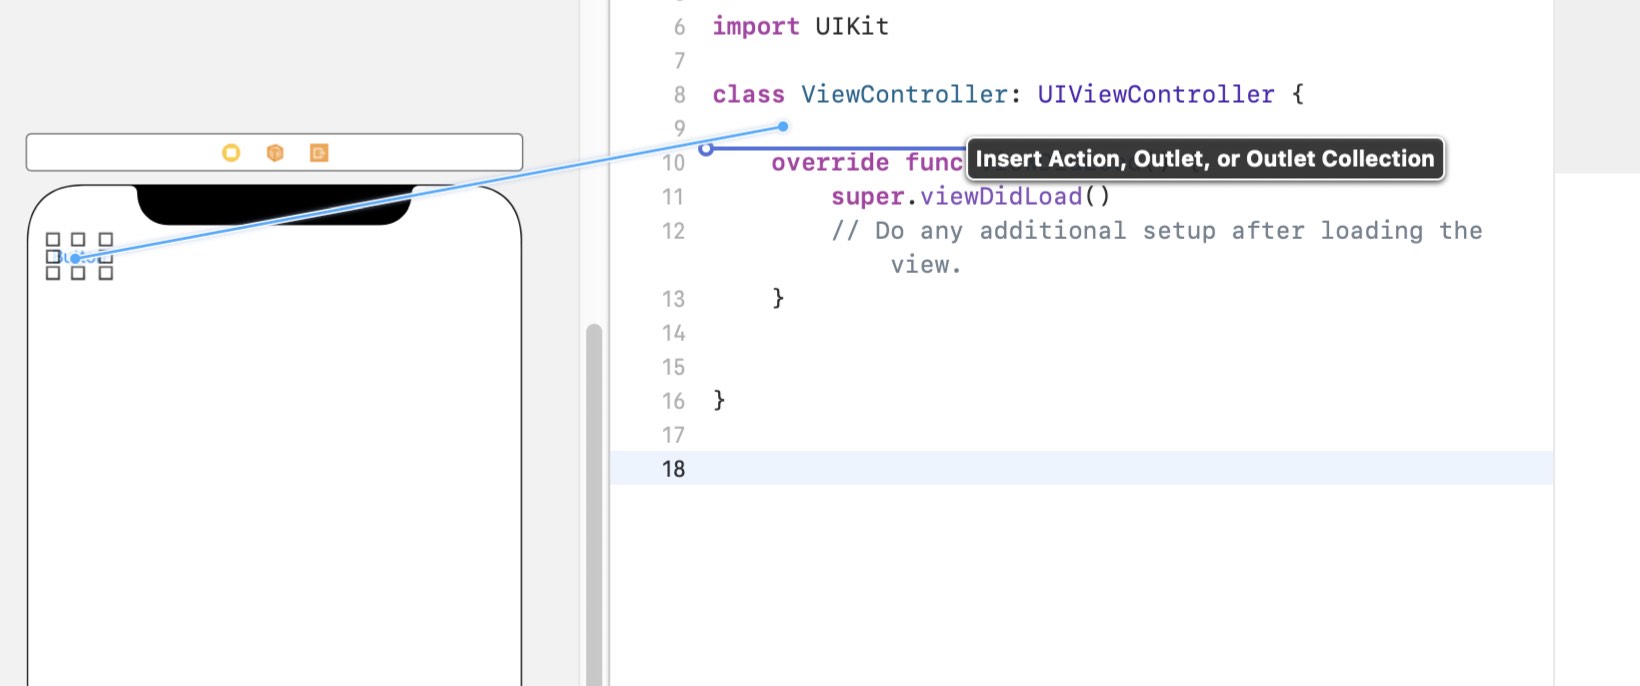 6 import UIKit
7
8 class ViewController: UIViewController {
9
10 override func
Insert Action, Outlet, or Outlet Collection
11 super.viewDidLoad()
12 // Do any additional setup after loading the
view.
13 }
14
15
16 }
17
18